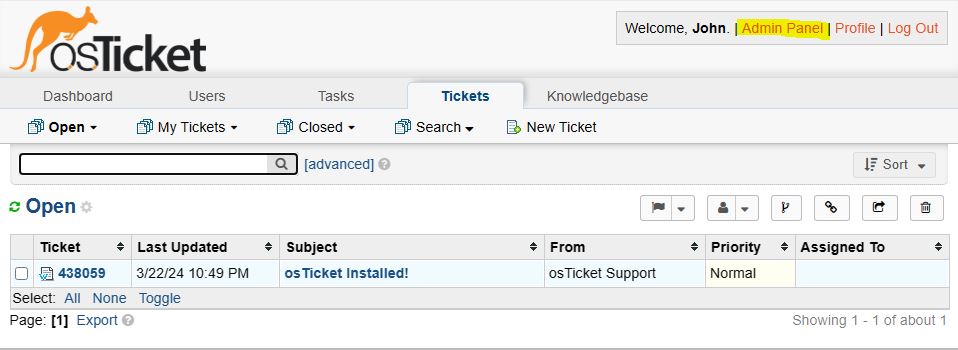 osTicket
Welcome, John. | Admin Panel | Profile | Log Out
Dashboard Users Tasks Tickets Knowledgebase
Open My Tickets Closed Search New Ticket
[advanced] Sort
Open
Ticket Last Updated Subject From Priority Assigned To
438059 3/22/24 10:49 PM osTicket Installed! osTicket Support Normal
Select: All None Toggle
Page: [1] Export Showing 1 - 1 of about 1